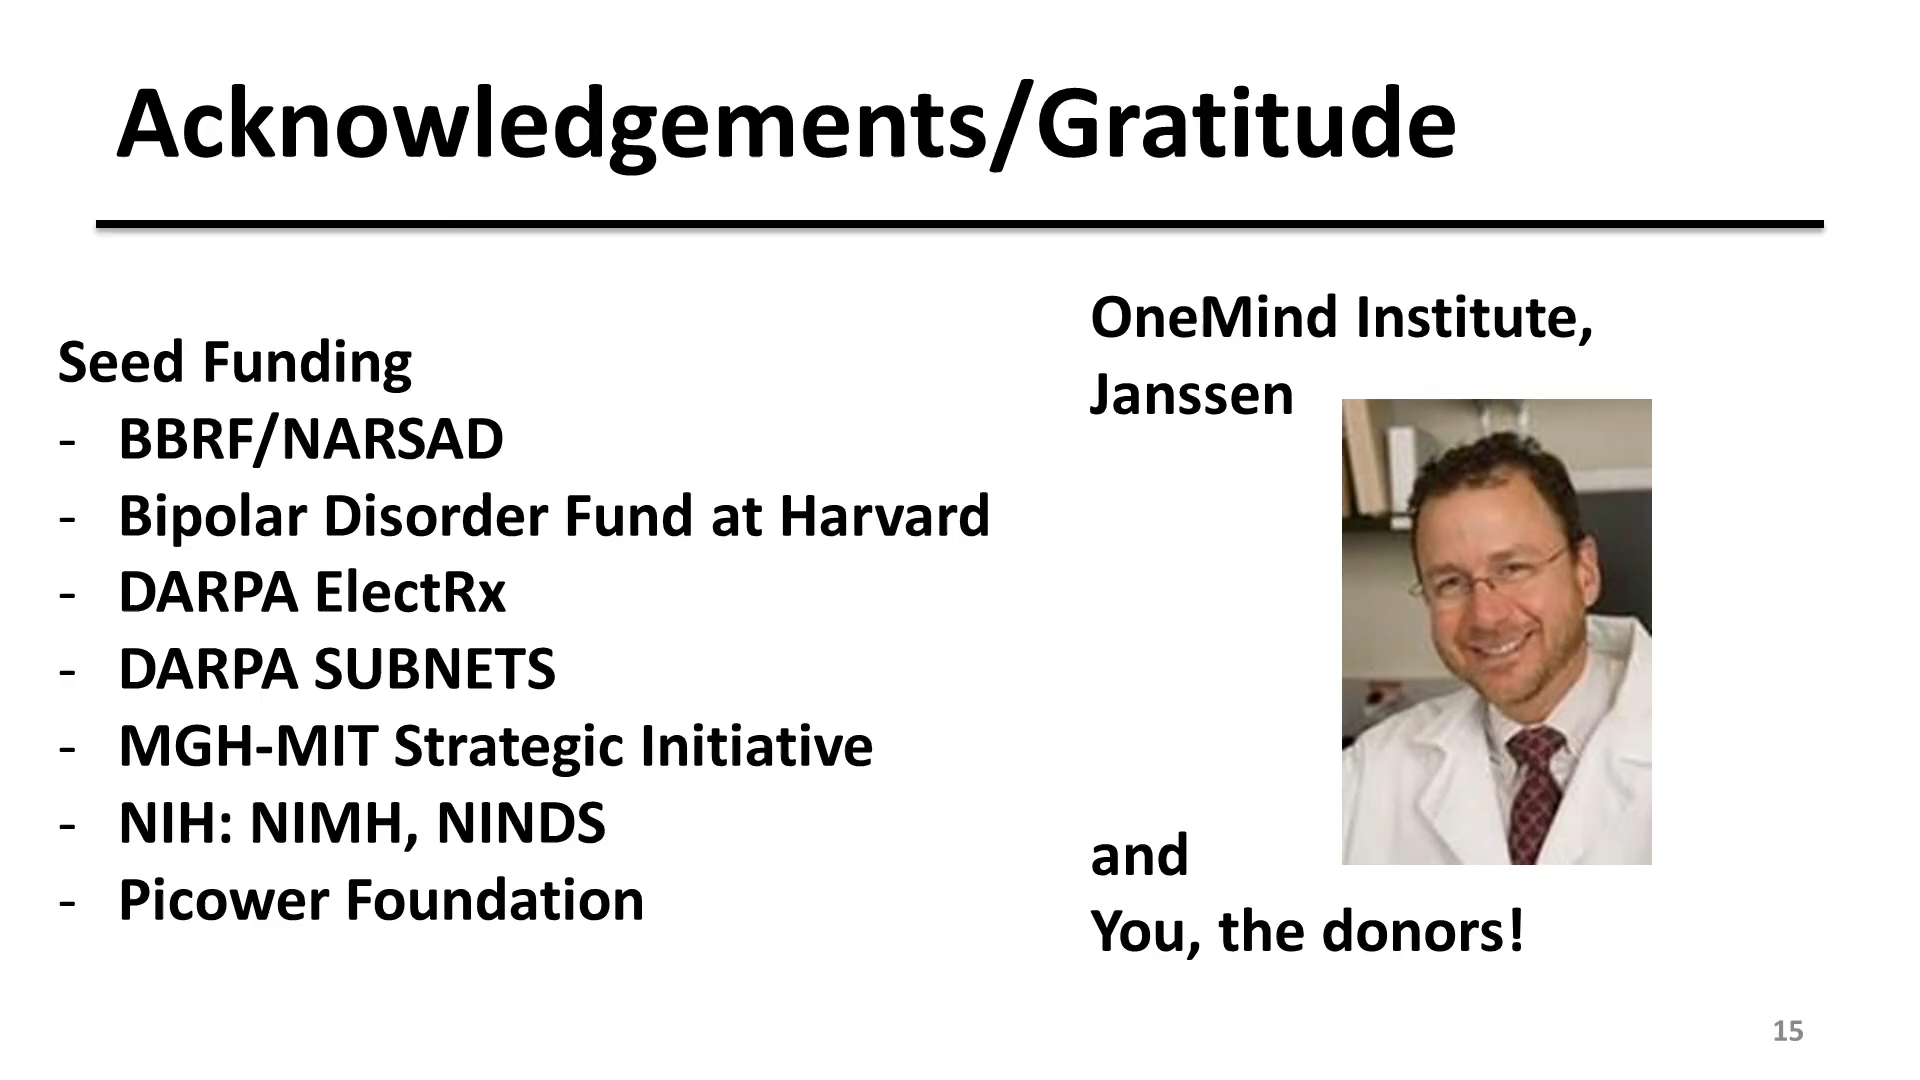 Acknowledgements/Gratitude
Seed Funding
- BBRF/NARSAD
- Bipolar Disorder Fund at Harvard
- DARPA ElectRx
- DARPA SUBNETS
- MGH-MIT Strategic Initiative
- NIH: NIMH, NINDS
- Picower Foundation
OneMind Institute,
Janssen
and
You, the donors!
15